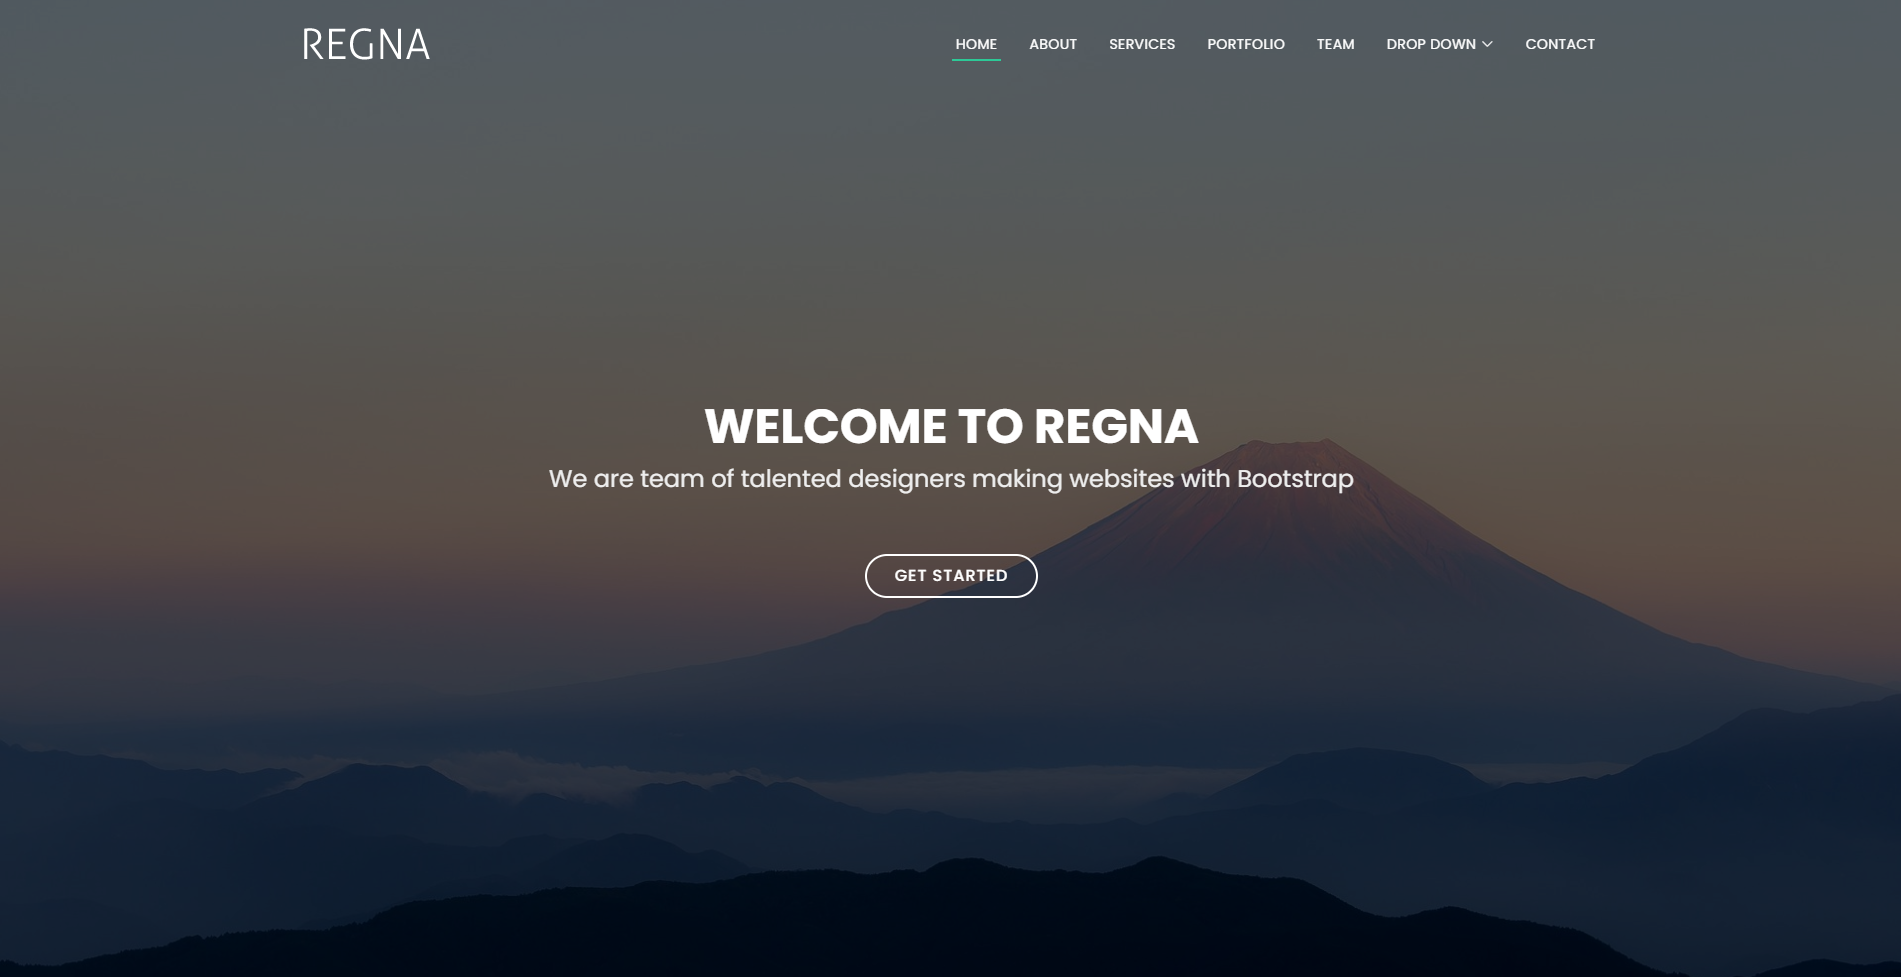 REGNA
HOME ABOUT SERVICES PORTFOLIO TEAM DROP DOWN CONTACT
WELCOME TO REGNA
We are team of talented designers making websites with Bootstrap
GET STARTED